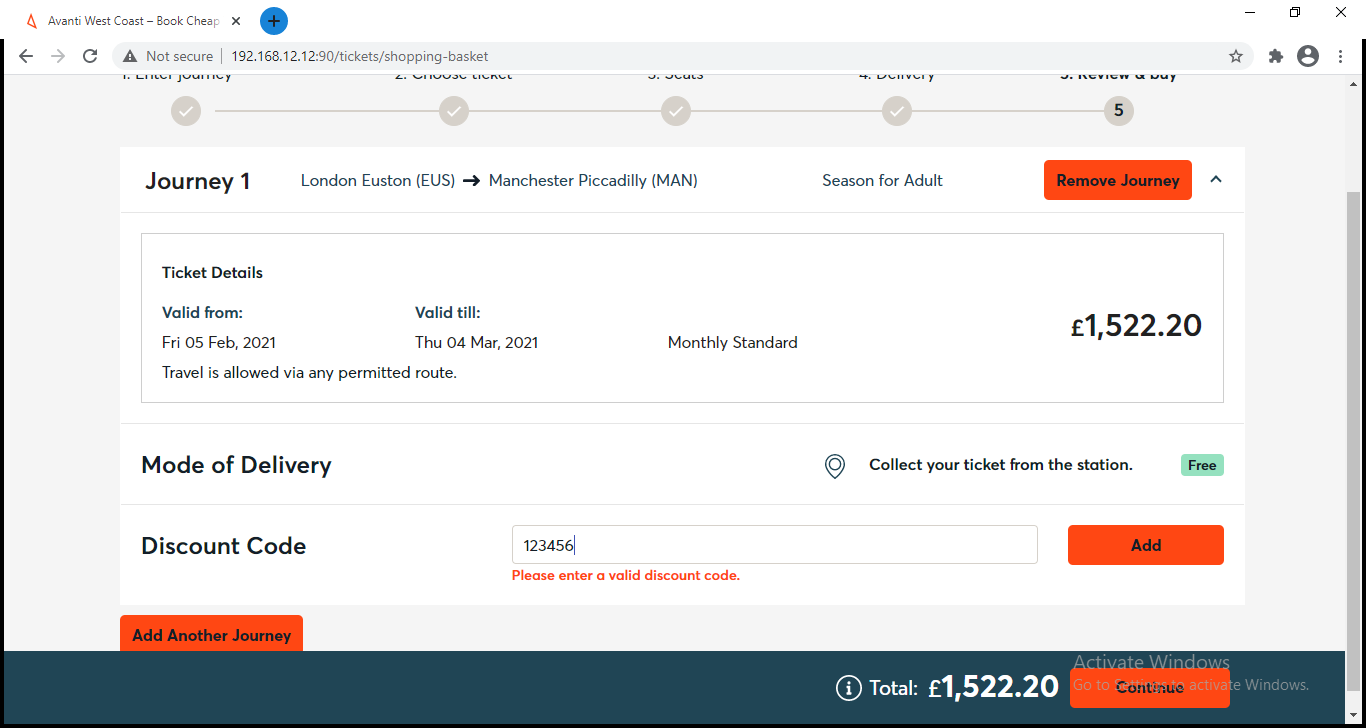 Avanti West Coast – Book Cheap
Not secure
192.168.12.12:90/tickets/shopping-basket
1. Enter journey 2. Choose ticket 3. Seats 4. Delivery 5. Review & buy
5
Journey 1 London Euston (EUS) → Manchester Piccadilly (MAN) Season for Adult Remove Journey
Ticket Details
Valid from: Valid till:
£1,522.20
Fri 05 Feb, 2021 Thu 04 Mar, 2021 Monthly Standard
Travel is allowed via any permitted route.
Mode of Delivery Collect your ticket from the station. Free
Discount Code 123456 Add
Please enter a valid discount code.
Add Another Journey
Activate Windows
Total: £1,522.20 Continue
Go to Settings to activate Windows.